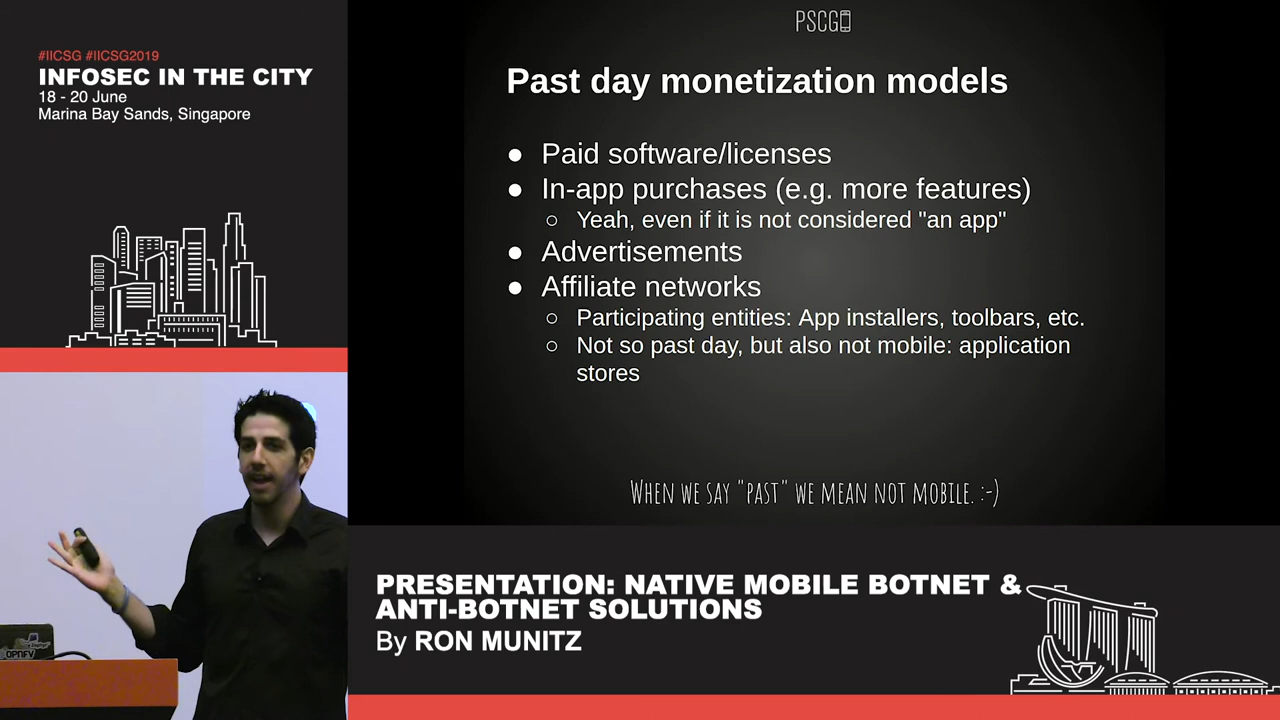 #IICSG #IICSG2019
INFOSEC IN THE CITY
18 - 20 June
Marina Bay Sands, Singapore
PSCG
Past day monetization models
● Paid software/licenses
● In-app purchases (e.g. more features)
○ Yeah, even if it is not considered "an app"
● Advertisements
● Affiliate networks
○ Participating entities: App installers, toolbars, etc.
○ Not so past day, but also not mobile: application
stores
When we say "past" we mean not mobile. :-)
PRESENTATION: NATIVE MOBILE BOTNET &
ANTI-BOTNET SOLUTIONS
By RON MUNITZ
OPNFV